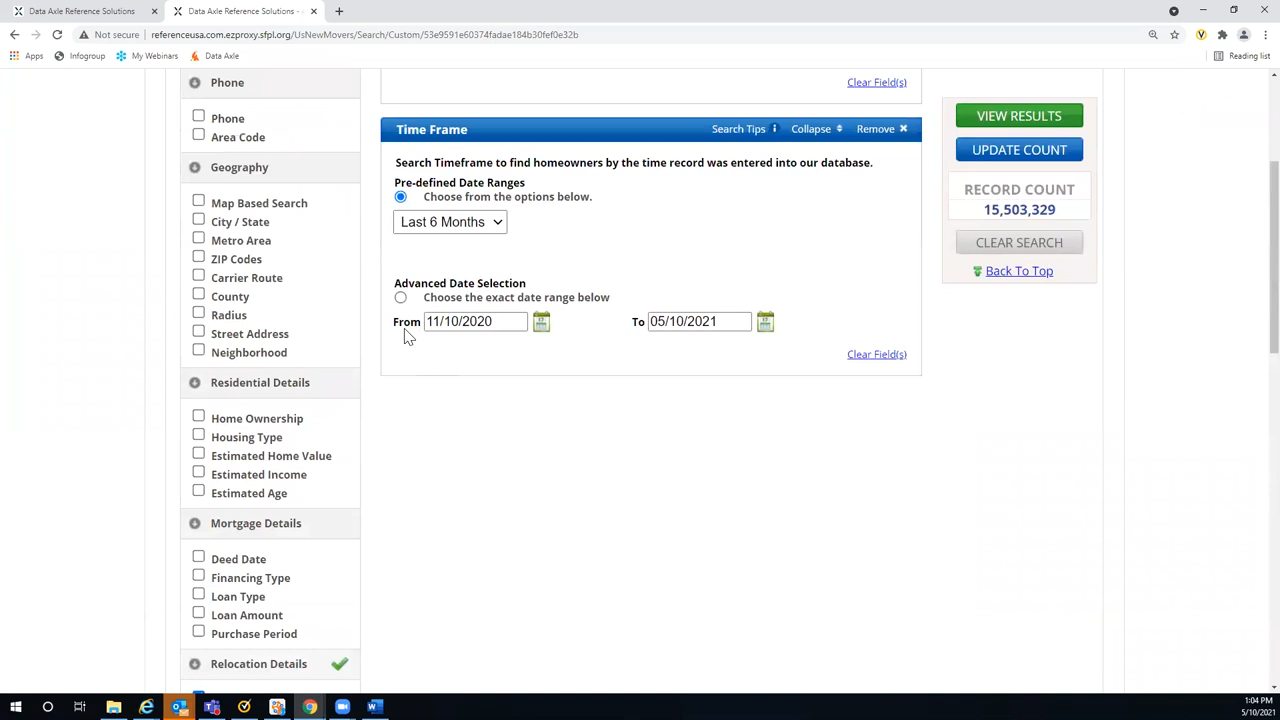 Data Axle Reference Solutions
Data Axle Reference Solutions -
Not secure
referenceusa.com.ezproxy.sfpl.org/UsNewMovers/Search/Custom/53e9591e60374fadae184b30fef0e32b
Apps
Infogroup
My Webinars
Data Axle
Reading list
Phone
Phone
Area Code
Geography
Map Based Search
City / State
Metro Area
ZIP Codes
Carrier Route
County
Radius
Street Address
Neighborhood
Residential Details
Home Ownership
Housing Type
Estimated Home Value
Estimated Income
Estimated Age
Mortgage Details
Deed Date
Financing Type
Loan Type
Loan Amount
Purchase Period
Relocation Details
Clear Field(s)
Time Frame
Search Tips
Collapse
Remove
Search Timeframe to find homeowners by the time record was entered into our database.
Pre-defined Date Ranges
Choose from the options below.
Last 6 Months
Advanced Date Selection
Choose the exact date range below
From 11/10/2020 To 05/10/2021
Clear Field(s)
VIEW RESULTS
UPDATE COUNT
RECORD COUNT
15,503,329
CLEAR SEARCH
Back To Top
1:04 PM
5/10/2021